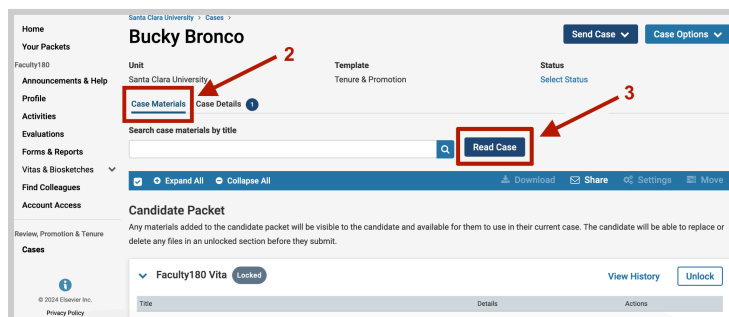 Home
Your Packets
Faculty180
Announcements & Help
Profile
Activities
Evaluations
Forms & Reports
Vitas & Biosketches
Find Colleagues
Account Access
Review, Promotion & Tenure
Cases
© 2024 Elsevier Inc.
Privacy Policy
Santa Clara University > Cases >
Bucky Bronco
Send Case
Case Options
Unit
Template
Status
Santa Clara University
Tenure & Promotion
Select Status
2
3
Case Materials
Case Details 1
Search case materials by title
Read Case
Expand All
Collapse All
Download
Share
Settings
Move
Candidate Packet
Any materials added to the candidate packet will be visible to the candidate and available for them to use in their current case. The candidate will be able to replace or
delete any files in an unlocked section before they submit.
Faculty180 Vita Locked
View History
Unlock
Title
Details
Actions